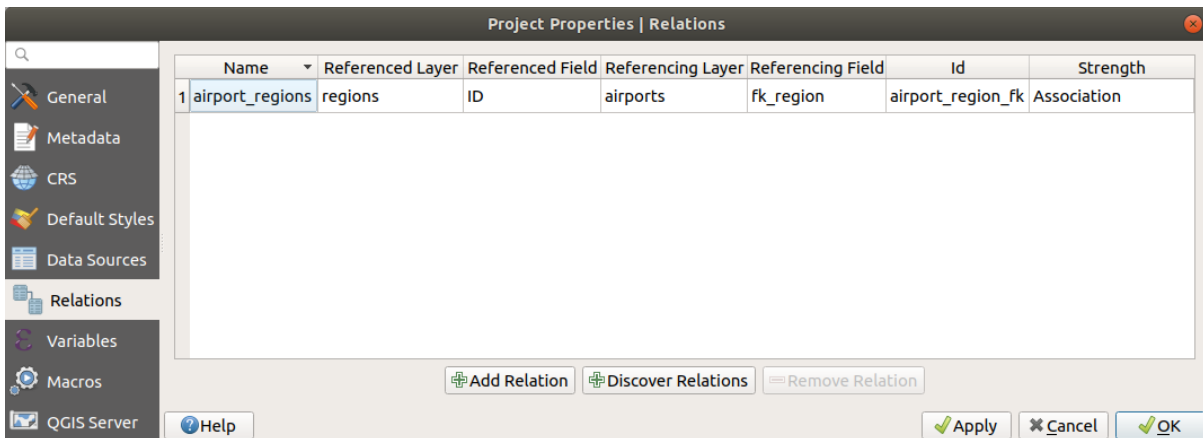 Project Properties | Relations
General
Metadata
CRS
Default Styles
Data Sources
Relations
Variables
Macros
QGIS Server
Name Referenced Layer Referenced Field Referencing Layer Referencing Field Id Strength
1 airport_regions regions ID airports fk_region airport_region_fk Association
Add Relation Discover Relations Remove Relation
Help Apply Cancel OK